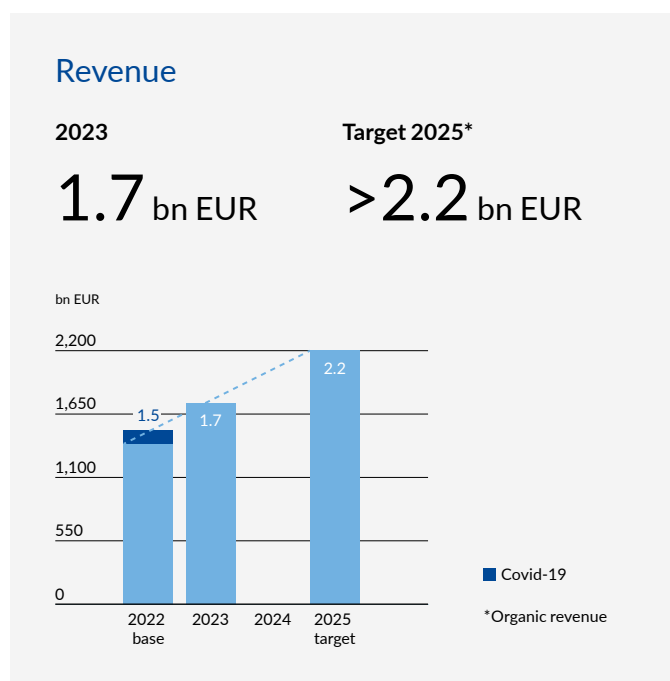 Revenue
2023 Target 2025*
1.7 bn EUR >2.2 bn EUR
bn EUR
2,200
2.2
1,650
1.5
1.7
1,100
550
0
2022 2023 2024 2025
base target
Covid-19
*Organic revenue